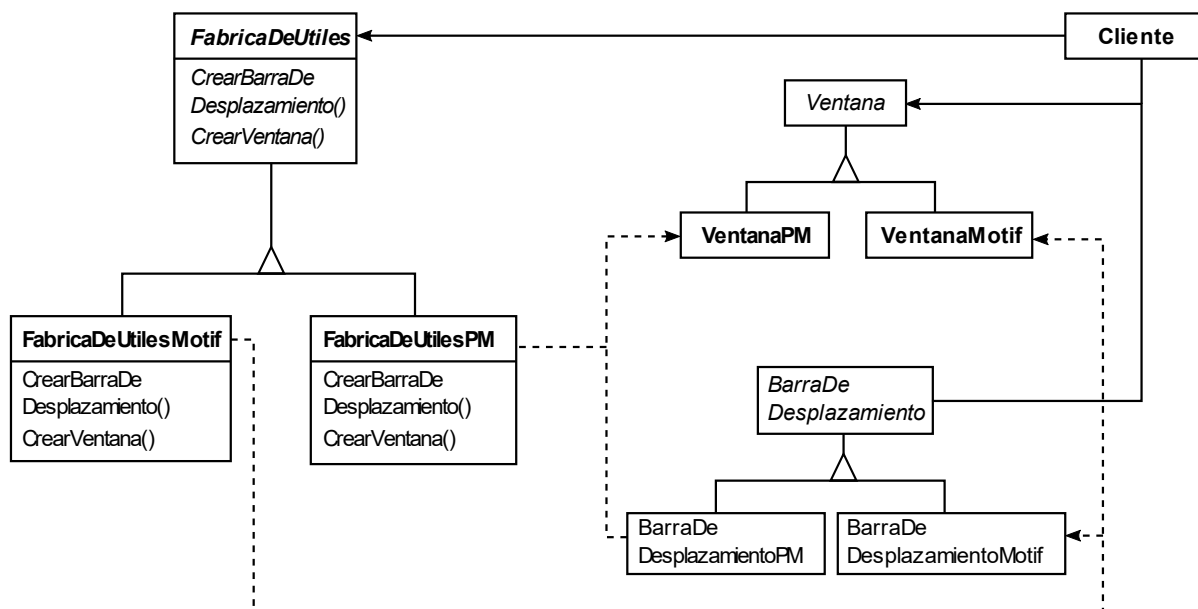 FabricaDeUtiles
CrearBarraDe
Desplazamiento()
CrearVentana()
Cliente
Ventana
VentanaPM
VentanaMotif
FabricaDeUtilesMotif
CrearBarraDe
Desplazamiento()
CrearVentana()
FabricaDeUtilesPM
CrearBarraDe
Desplazamiento()
CrearVentana()
BarraDe
Desplazamiento
BarraDe
DesplazamientoPM
BarraDe
DesplazamientoMotif